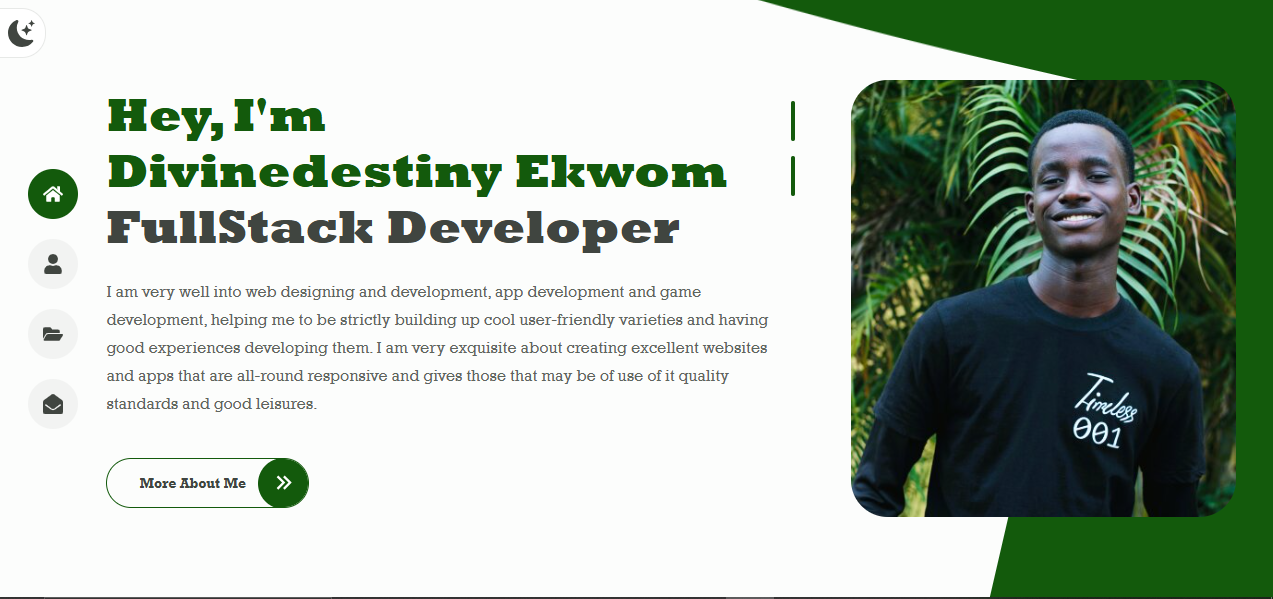 Hey, I'm
Divinedestiny Ekwom
FullStack Developer
I am very well into web designing and development, app development and game
development, helping me to be strictly building up cool user-friendly varieties and having
good experiences developing them. I am very exquisite about creating excellent websites
and apps that are all-round responsive and gives those that may be of use of it quality
standards and good leisures.
More About Me
Timeless
001